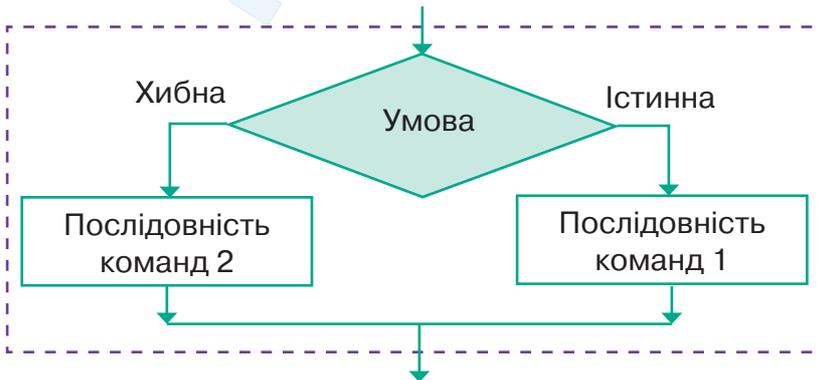 Умова
Хибна
Істинна
Послідовність
команд 2
Послідовність
команд 1